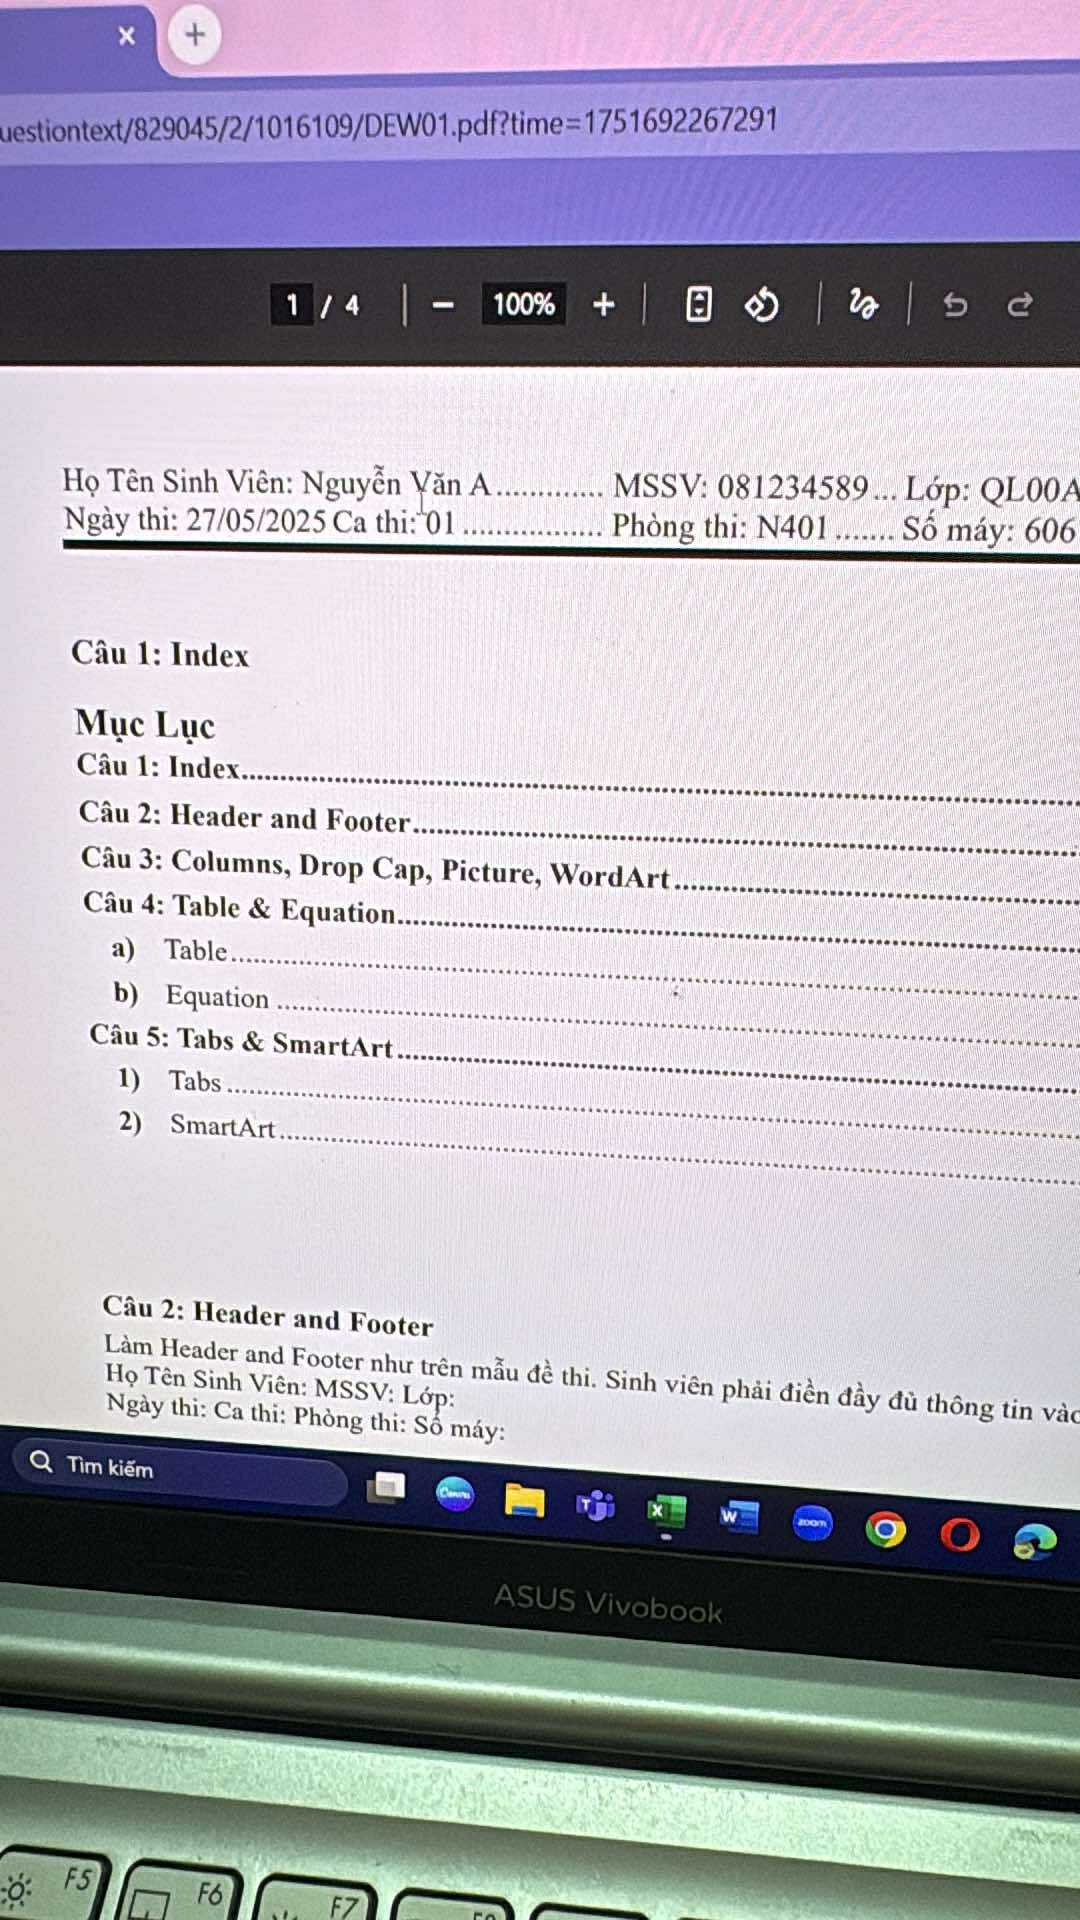 uestiontext/829045/2/1016109/DEW01.pdf?time=1751692267291
1 / 4 100%
Họ Tên Sinh Viên: Nguyễn Văn A............. MSSV: 081234589... Lớp: QL00A
Ngày thi: 27/05/2025 Ca thi: 01................. Phòng thi: N401....... Số máy: 606
Câu 1: Index
Mục Lục
Câu 1: Index
Câu 2: Header and Footer
Câu 3: Columns, Drop Cap, Picture, WordArt
Câu 4: Table & Equation
a) Table
b) Equation
Câu 5: Tabs & SmartArt
1) Tabs
2) SmartArt
Câu 2: Header and Footer
Làm Header and Footer như trên mẫu đề thi. Sinh viên phải điền đầy đủ thông tin vào
Họ Tên Sinh Viên: MSSV: Lớp:
Ngày thi: Ca thi: Phòng thi: Số máy:
Tìm kiếm
Canva
T
X
W
zoom
ASUS Vivobook
F5
F6
F7